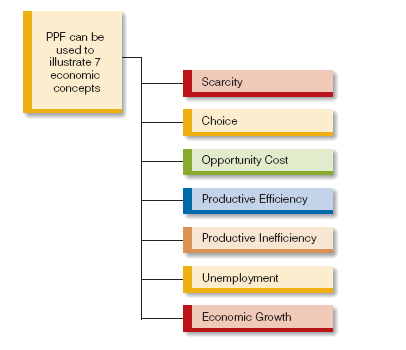 PPF can be
used to
illustrate 7
economic
concepts
Scarcity
Choice
Opportunity Cost
Productive Efficiency
Productive Inefficiency
Unemployment
Economic Growth